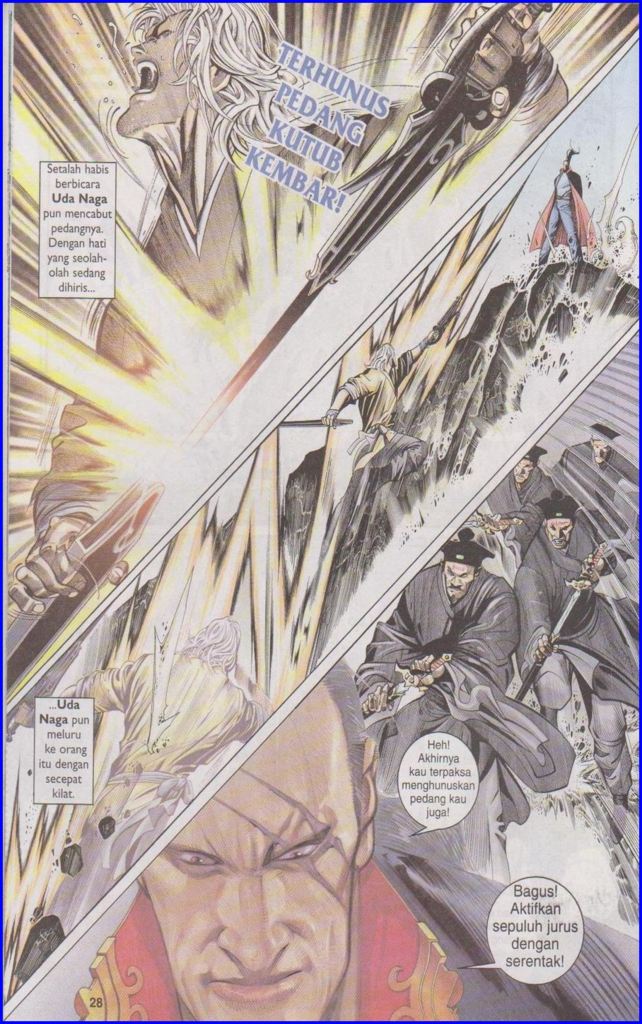 TERHUNUS
PEDANG
KUTUB
KEMBAR!
Setalah habis
berbicara
Uda Naga
pun mencabut
pedangnya.
Dengan hati
yang seolah-
olah sedang
dihiris...
...Uda
Naga pun
meluru
ke orang
itu dengan
secepat
kilat.
Heh!
Akhirnya
kau terpaksa
menghunuskan
pedang kau
juga!
Bagus!
Aktifkan
sepuluh jurus
dengan
serentak!
28